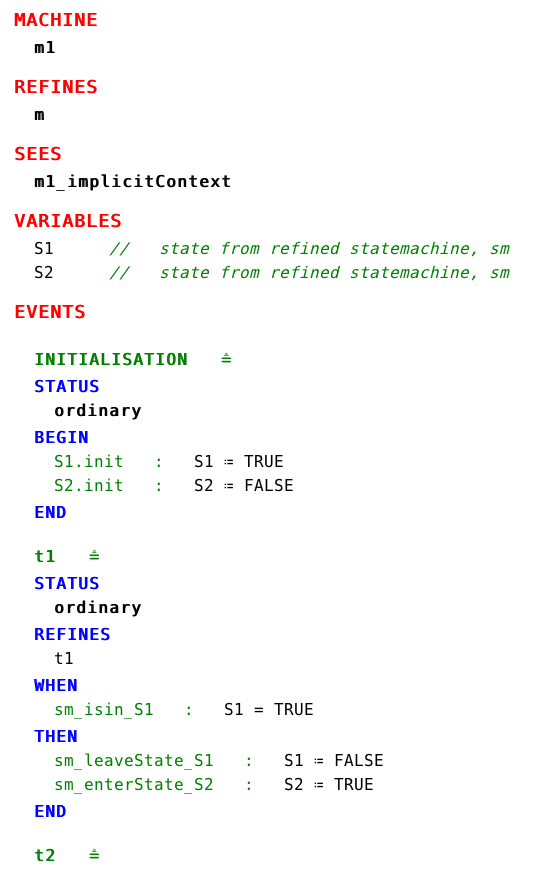 MACHINE
m1
REFINES
m
SEES
m1_implicitContext
VARIABLES
S1 // state from refined statemachine, sm
S2 // state from refined statemachine, sm
EVENTS
INITIALISATION ≙
STATUS
ordinary
BEGIN
S1.init : S1 ≔ TRUE
S2.init : S2 ≔ FALSE
END
t1 ≙
STATUS
ordinary
REFINES
t1
WHEN
sm_isin_S1 : S1 = TRUE
THEN
sm_leaveState_S1 : S1 ≔ FALSE
sm_enterState_S2 : S2 ≔ TRUE
END
t2 ≙